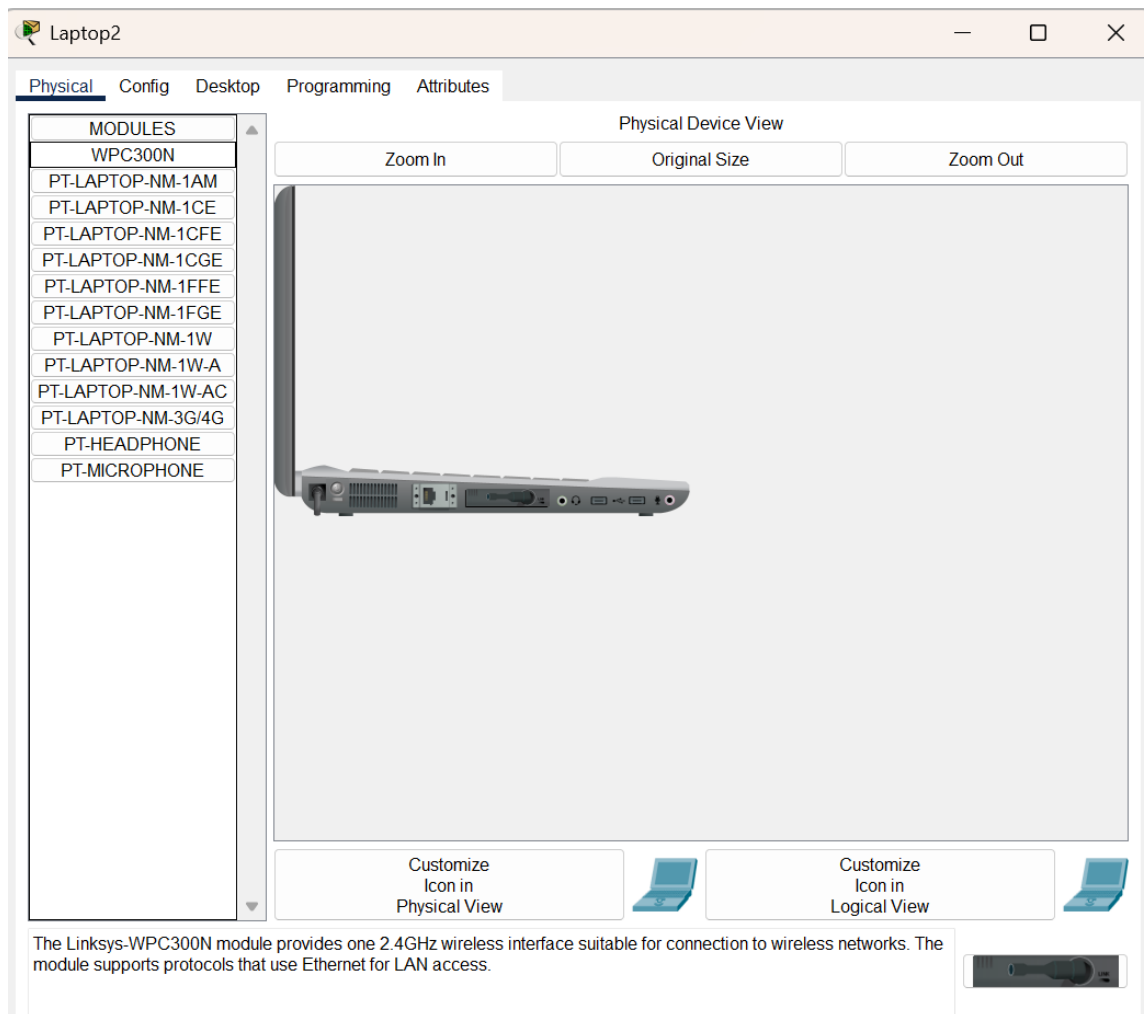 Laptop2
Physical Config Desktop Programming Attributes
MODULES
WPC300N
PT-LAPTOP-NM-1AM
PT-LAPTOP-NM-1CE
PT-LAPTOP-NM-1CFE
PT-LAPTOP-NM-1CGE
PT-LAPTOP-NM-1FFE
PT-LAPTOP-NM-1FGE
PT-LAPTOP-NM-1W
PT-LAPTOP-NM-1W-A
PT-LAPTOP-NM-1W-AC
PT-LAPTOP-NM-3G/4G
PT-HEADPHONE
PT-MICROPHONE
Physical Device View
Zoom In Original Size Zoom Out
Customize
Icon in
Physical View
Customize
Icon in
Logical View
The Linksys-WPC300N module provides one 2.4GHz wireless interface suitable for connection to wireless networks. The
module supports protocols that use Ethernet for LAN access.